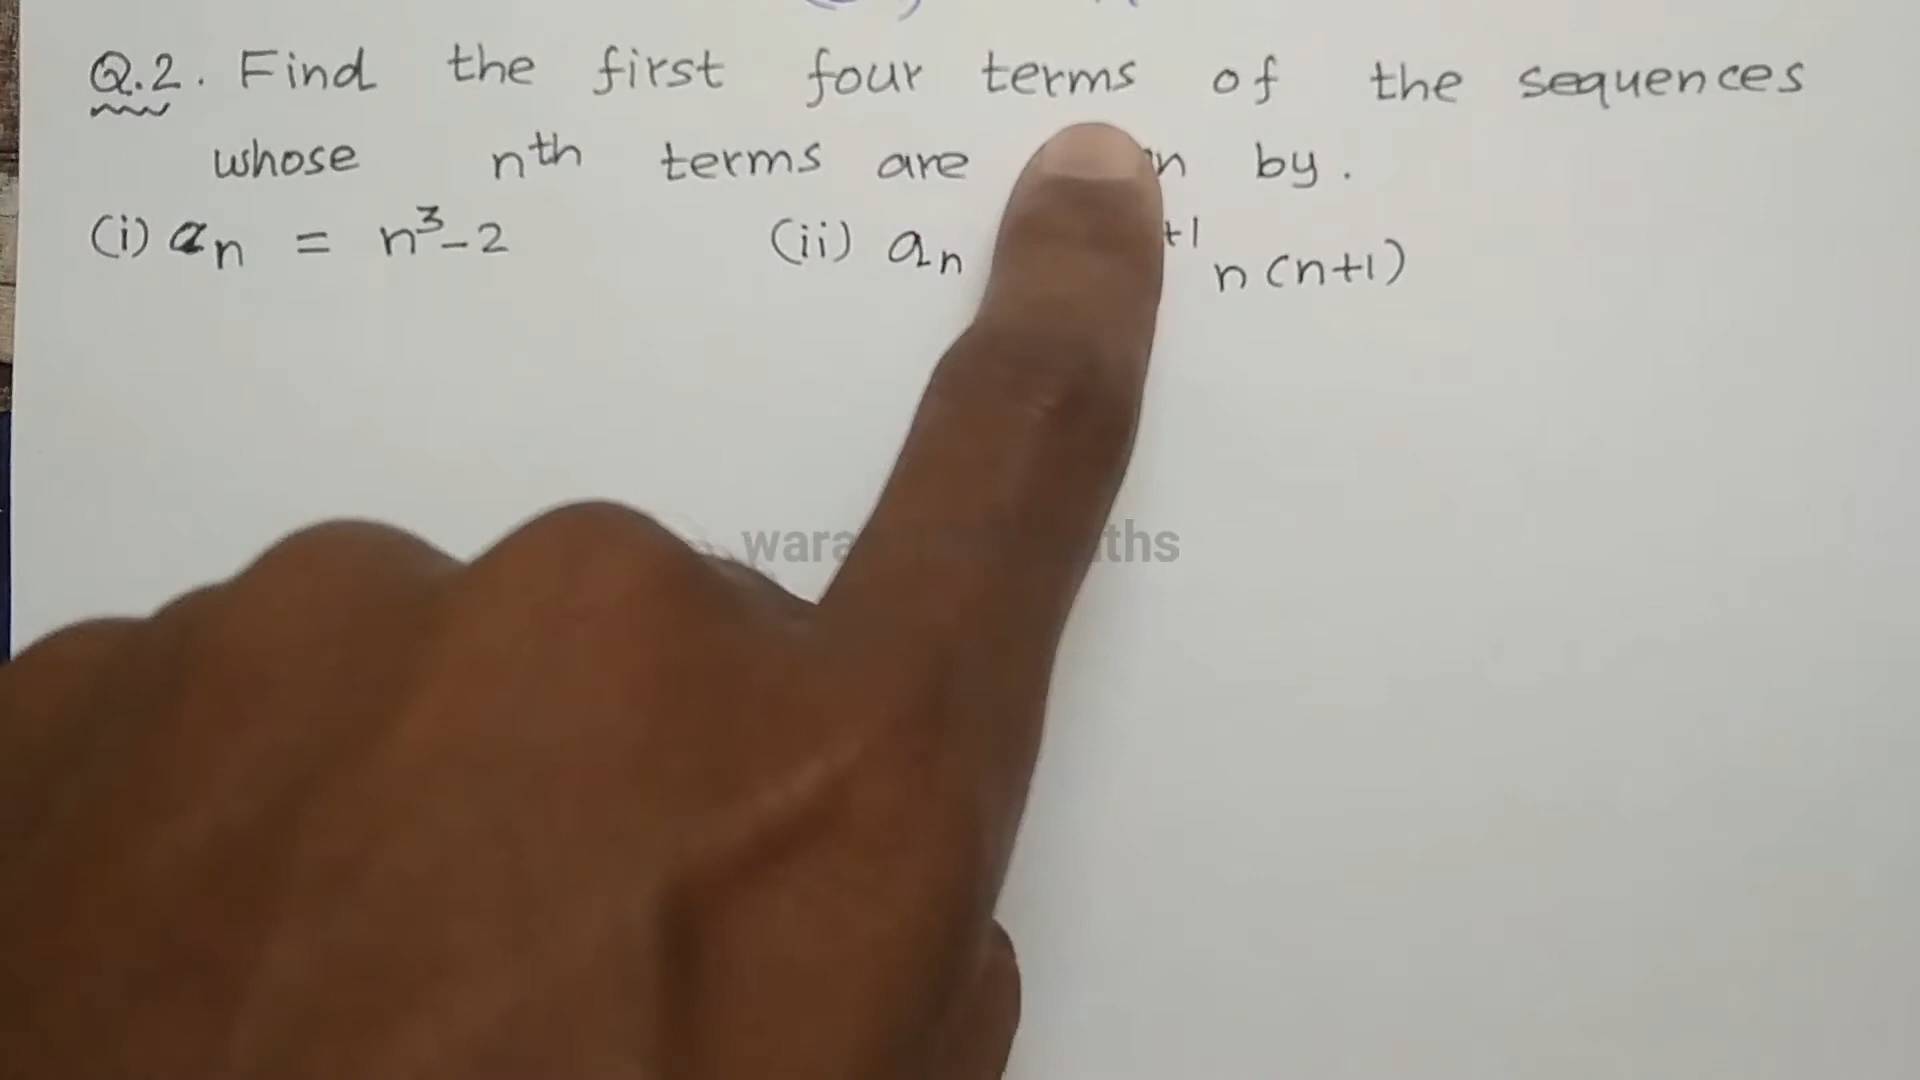 Q.2. Find the first four terms of the sequences
whose nth terms are by.
(i) aₙ = n³-2 (ii) aₙ +1 n(n+1)